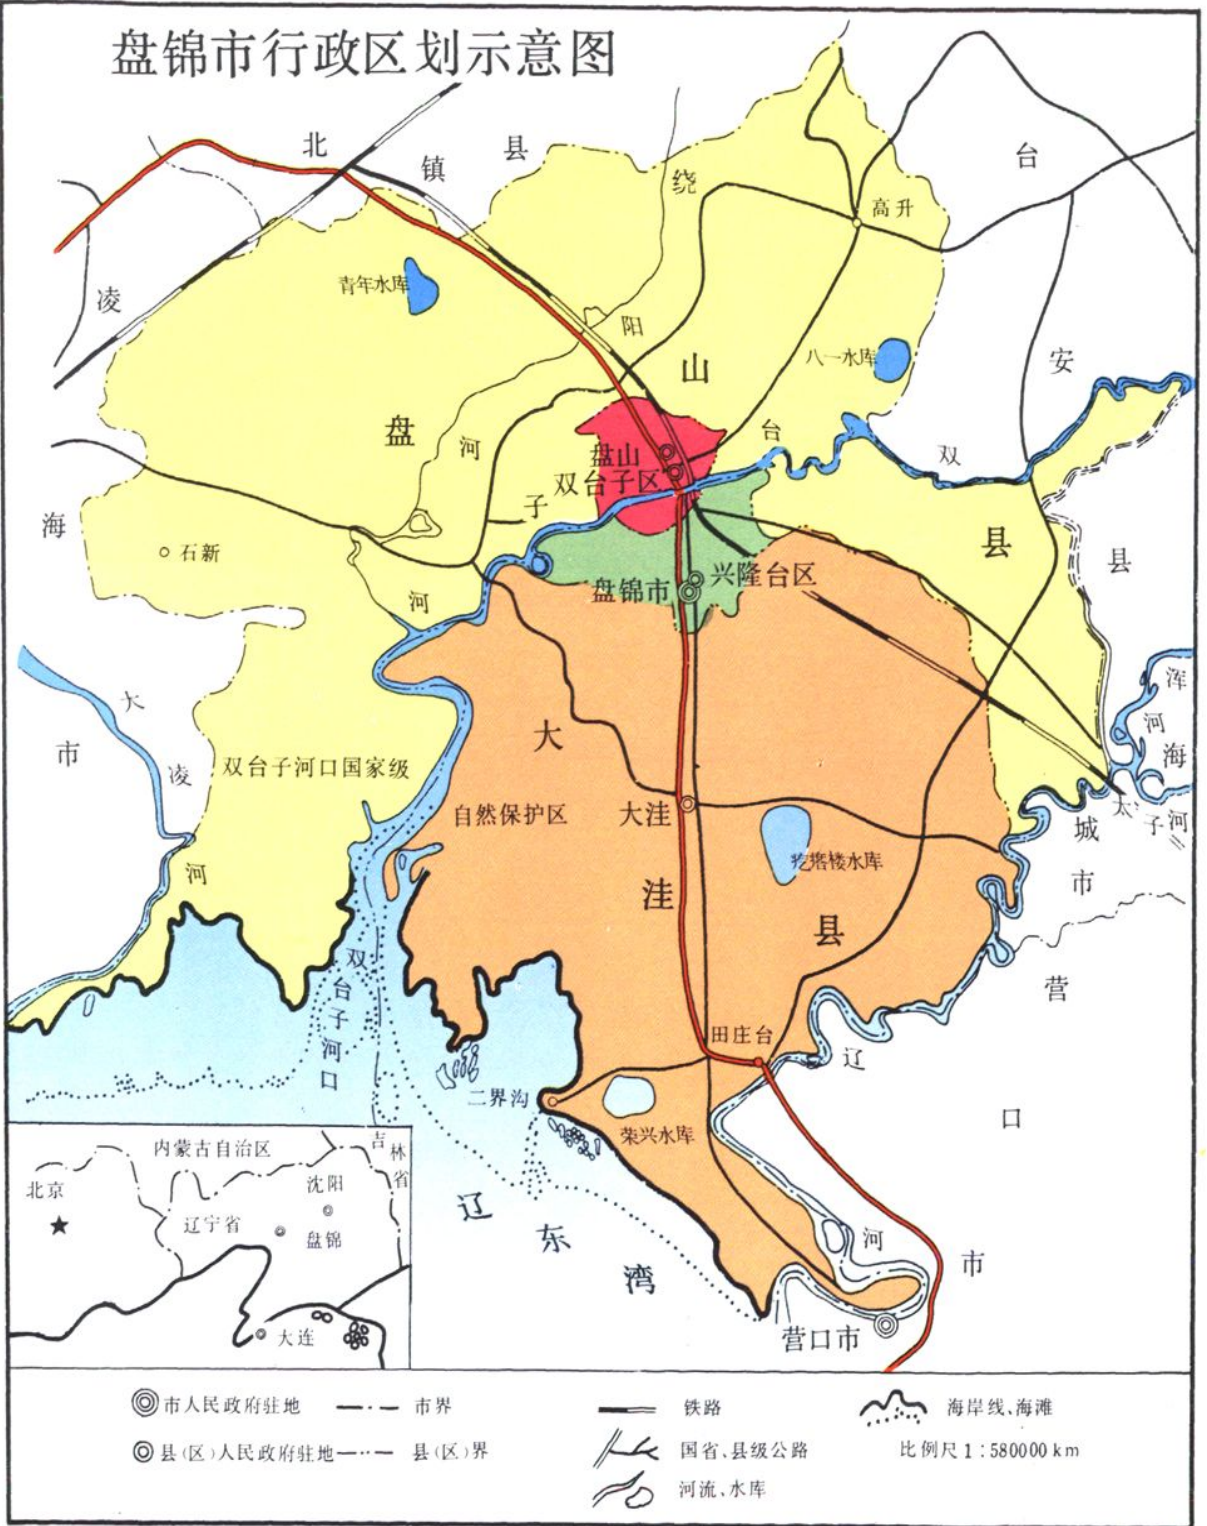 盘锦市行政区划示意图
北镇县
台安县
绕阳河
高升
凌海市
青年水库
八一水库
盘山县
双台子河
盘山
双台子区
石新
盘锦市
兴隆台区
浑河
海城市
太子河
大凌河
双台子河口国家级
自然保护区
大洼县
大洼
疙瘩楼水库
双台子河口
田庄台
辽河
营口市
二界沟
荣兴水库
辽东湾
营口市
内蒙古自治区
吉林省
北京
沈阳
辽宁省
盘锦
大连
市人民政府驻地
市界
铁路
海岸线、海滩
县(区)人民政府驻地
县(区)界
国省、县级公路
比例尺 1:580000 km
河流、水库